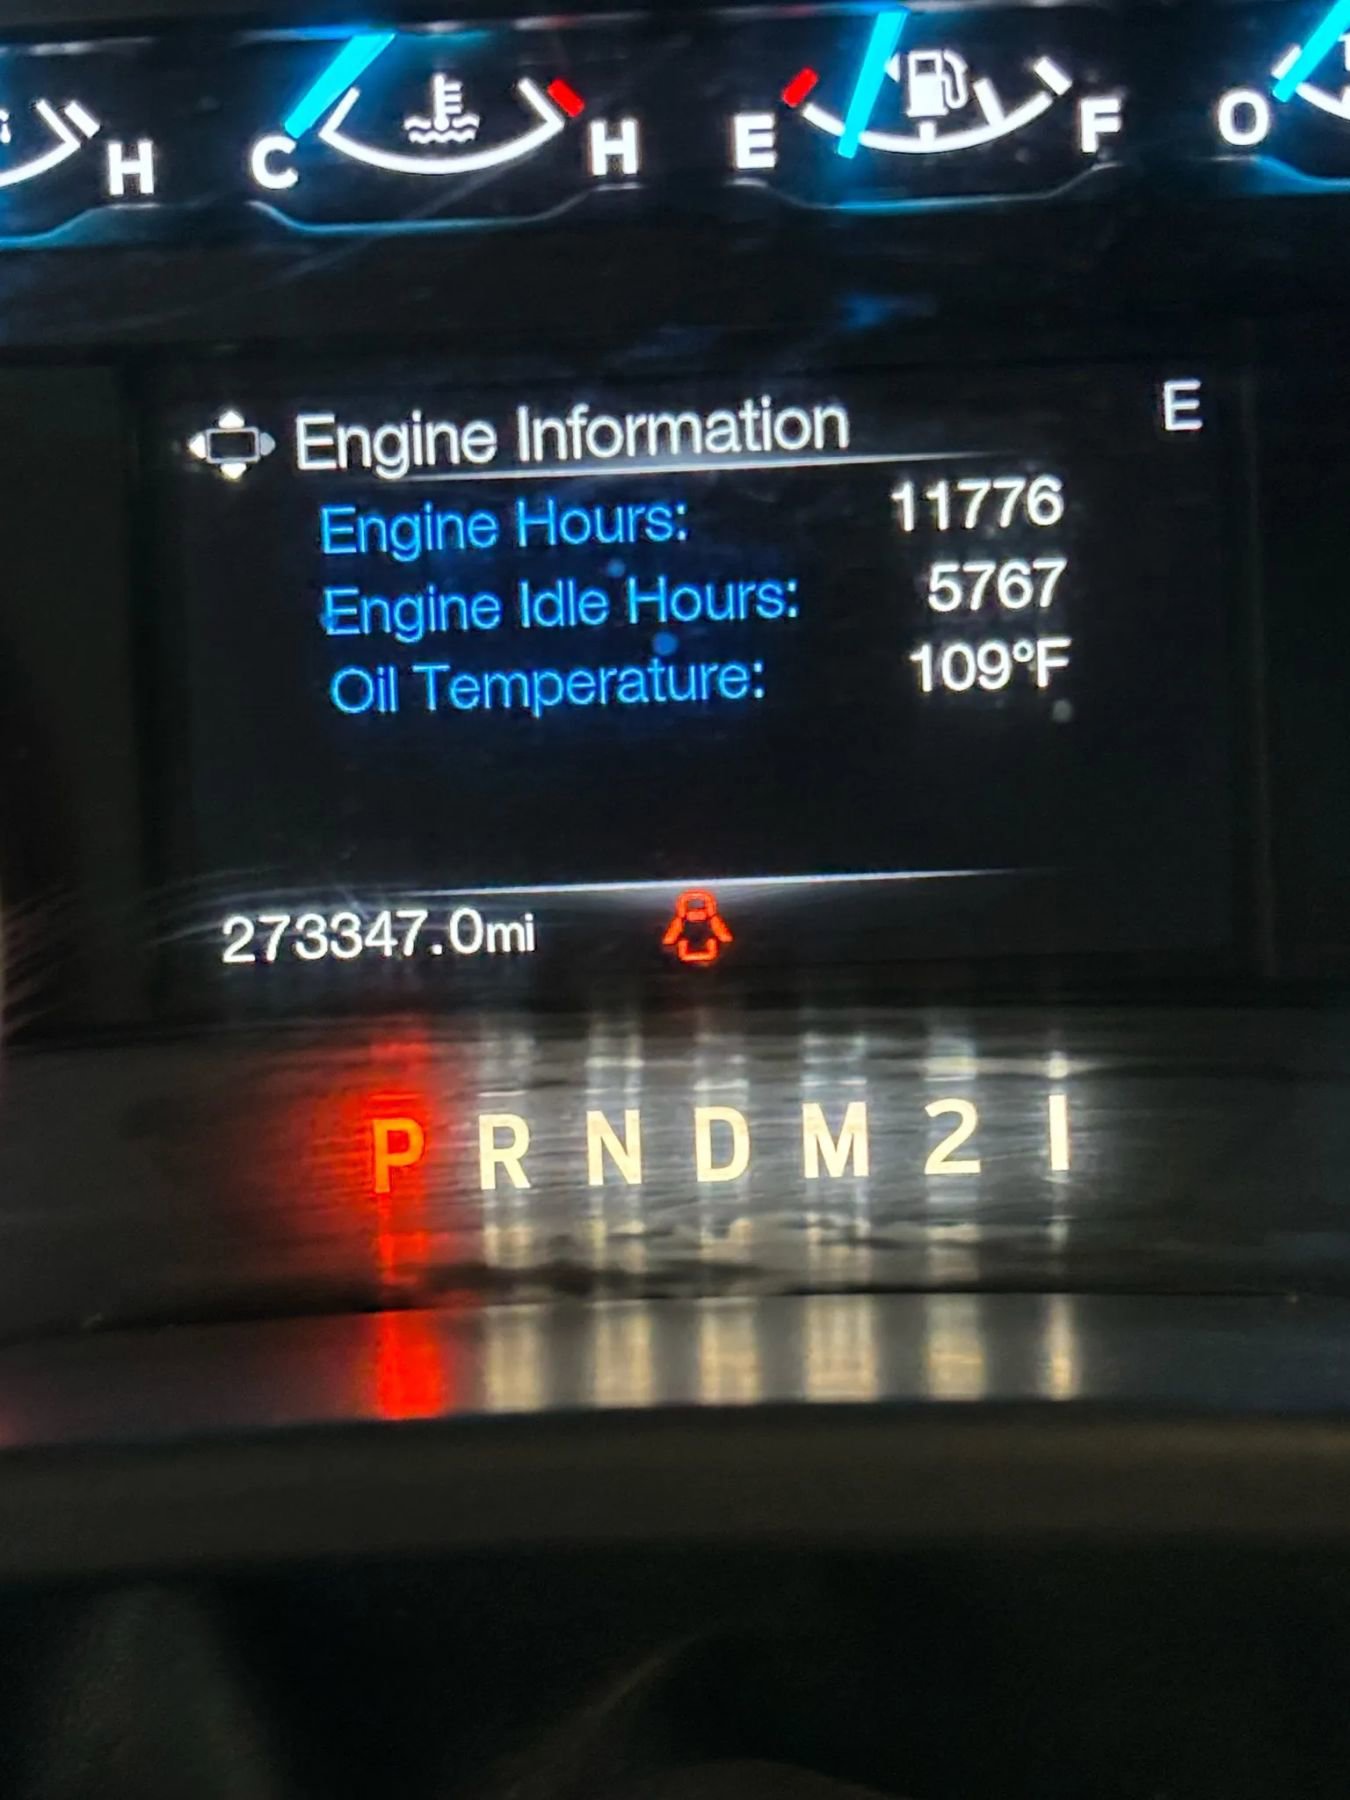 H C H E F O
Engine Information E
Engine Hours: 11776
Engine Idle Hours: 5767
Oil Temperature: 109°F
273347.0mi
P R N D M 2 1